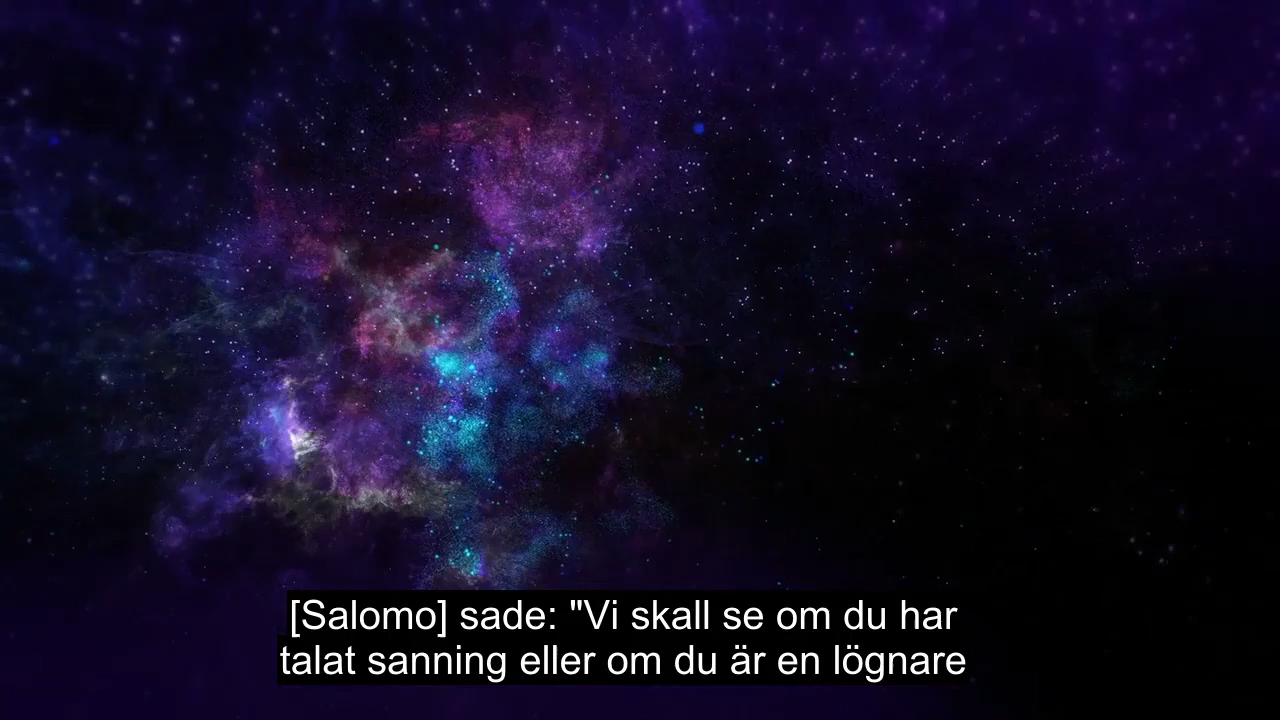 [Salomo] sade: "Vi skall se om du har
talat sanning eller om du är en lögnare